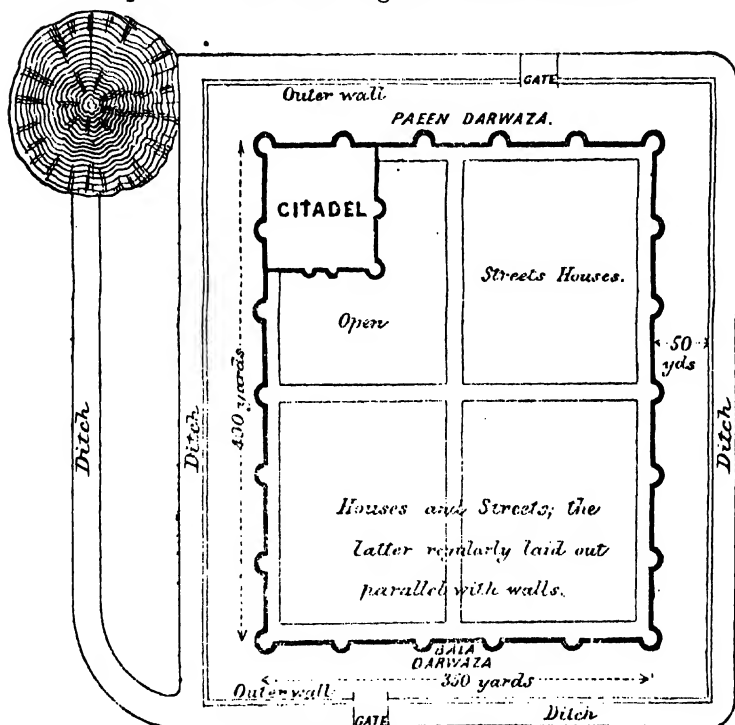 GATE
Outer wall
PAEEN DARWAZA.
CITADEL
Streets Houses.
Open
50
yds
yards
Ditch
Ditch
Ditch
Houses and Streets; the
latter regularly laid out
parallel with walls.
BALA
DARWAZA
350 yards
Outer wall
GATE
Ditch